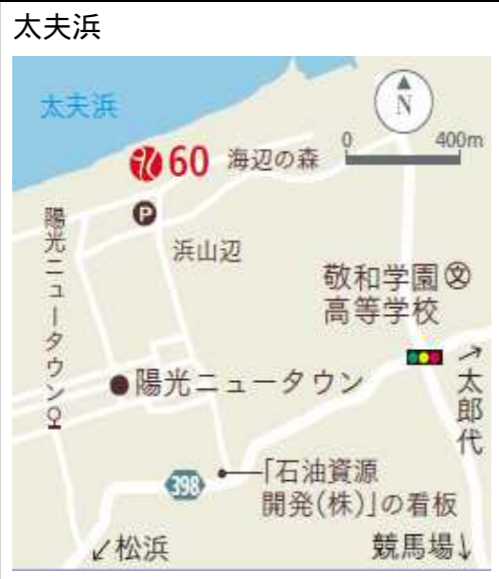 太夫浜
太夫浜
N
0 400m
60
海辺の森
P
浜山辺
陽光ニュータウン
敬和学園
高等学校
文
↗太郎代
陽光ニュータウン
398
「石油資源
開発(株)」の看板
↙松浜
競馬場↓